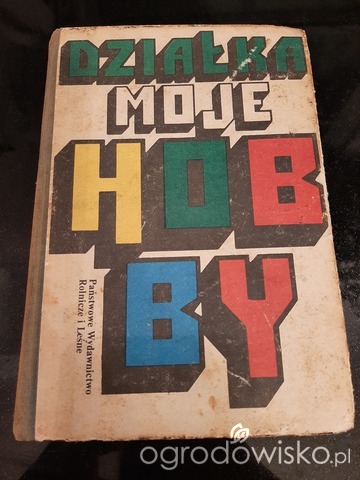 DZIAŁKA
MOJE
HOB
BY
Państwowe Wydawnictwo
Rolnicze i Leśne
ogrodowisko.pl